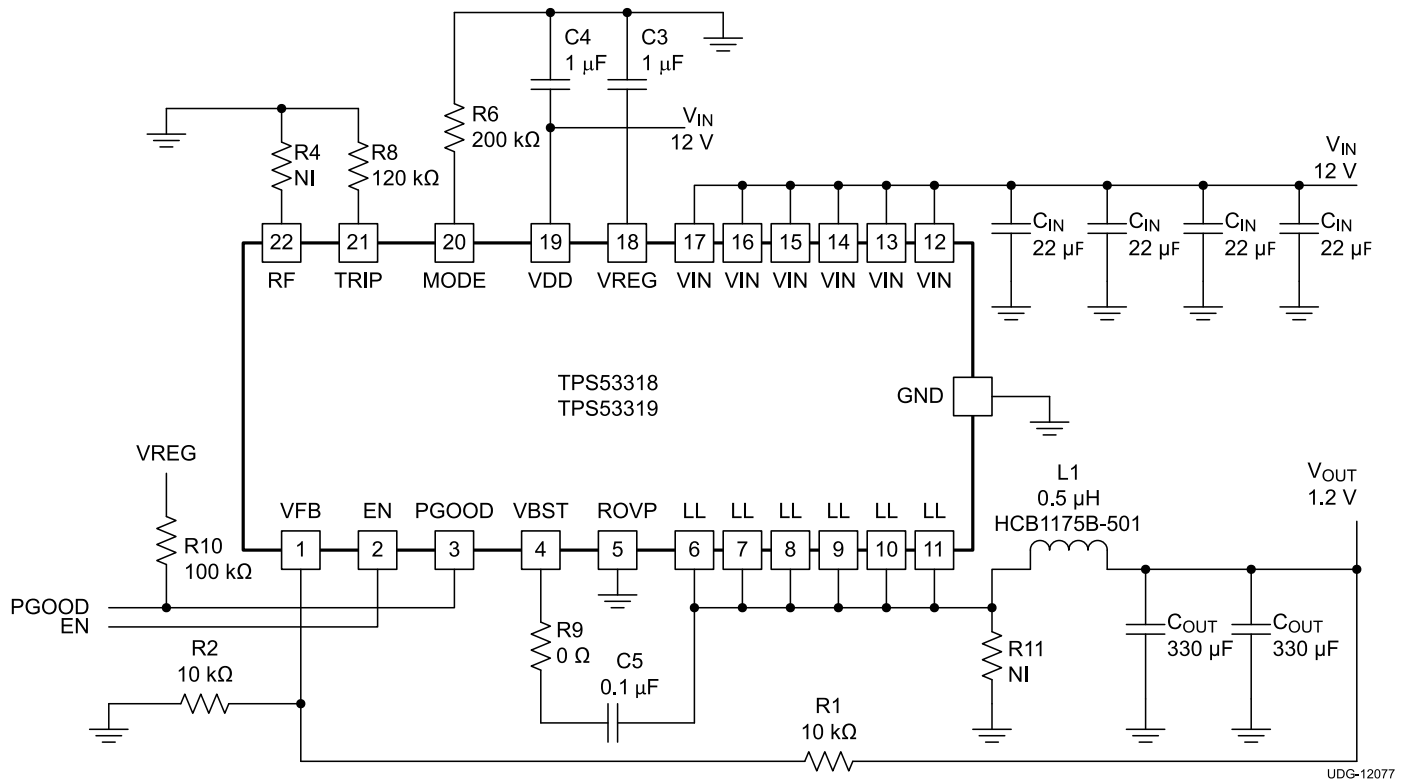 C4
1 µF
C3
1 µF
R6
200 kΩ
VIN
12 V
R4
NI
R8
120 kΩ
VIN
12 V
CIN
22 µF
CIN
22 µF
CIN
22 µF
CIN
22 µF
22
21
20
19
18
17
16
15
14
13
12
RF
TRIP
MODE
VDD
VREG
VIN
VIN
VIN
VIN
VIN
VIN
TPS53318
TPS53319
GND
VREG
R10
100 kΩ
VFB
EN
PGOOD
VBST
ROVP
LL
LL
LL
LL
LL
LL
1
2
3
4
5
6
7
8
9
10
11
L1
0.5 µH
HCB1175B-501
VOUT
1.2 V
PGOOD
EN
R9
0 Ω
C5
0.1 µF
R11
NI
COUT
330 µF
COUT
330 µF
R2
10 kΩ
R1
10 kΩ
UDG-12077